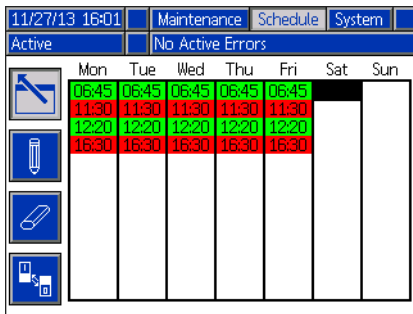 11/27/13 16:01 Maintenance Schedule System
Active No Active Errors
Mon Tue Wed Thu Fri Sat Sun
06:45 06:45 06:45 06:45 06:45
11:30 11:30 11:30 11:30 11:30
12:20 12:20 12:20 12:20 12:20
16:30 16:30 16:30 16:30 16:30